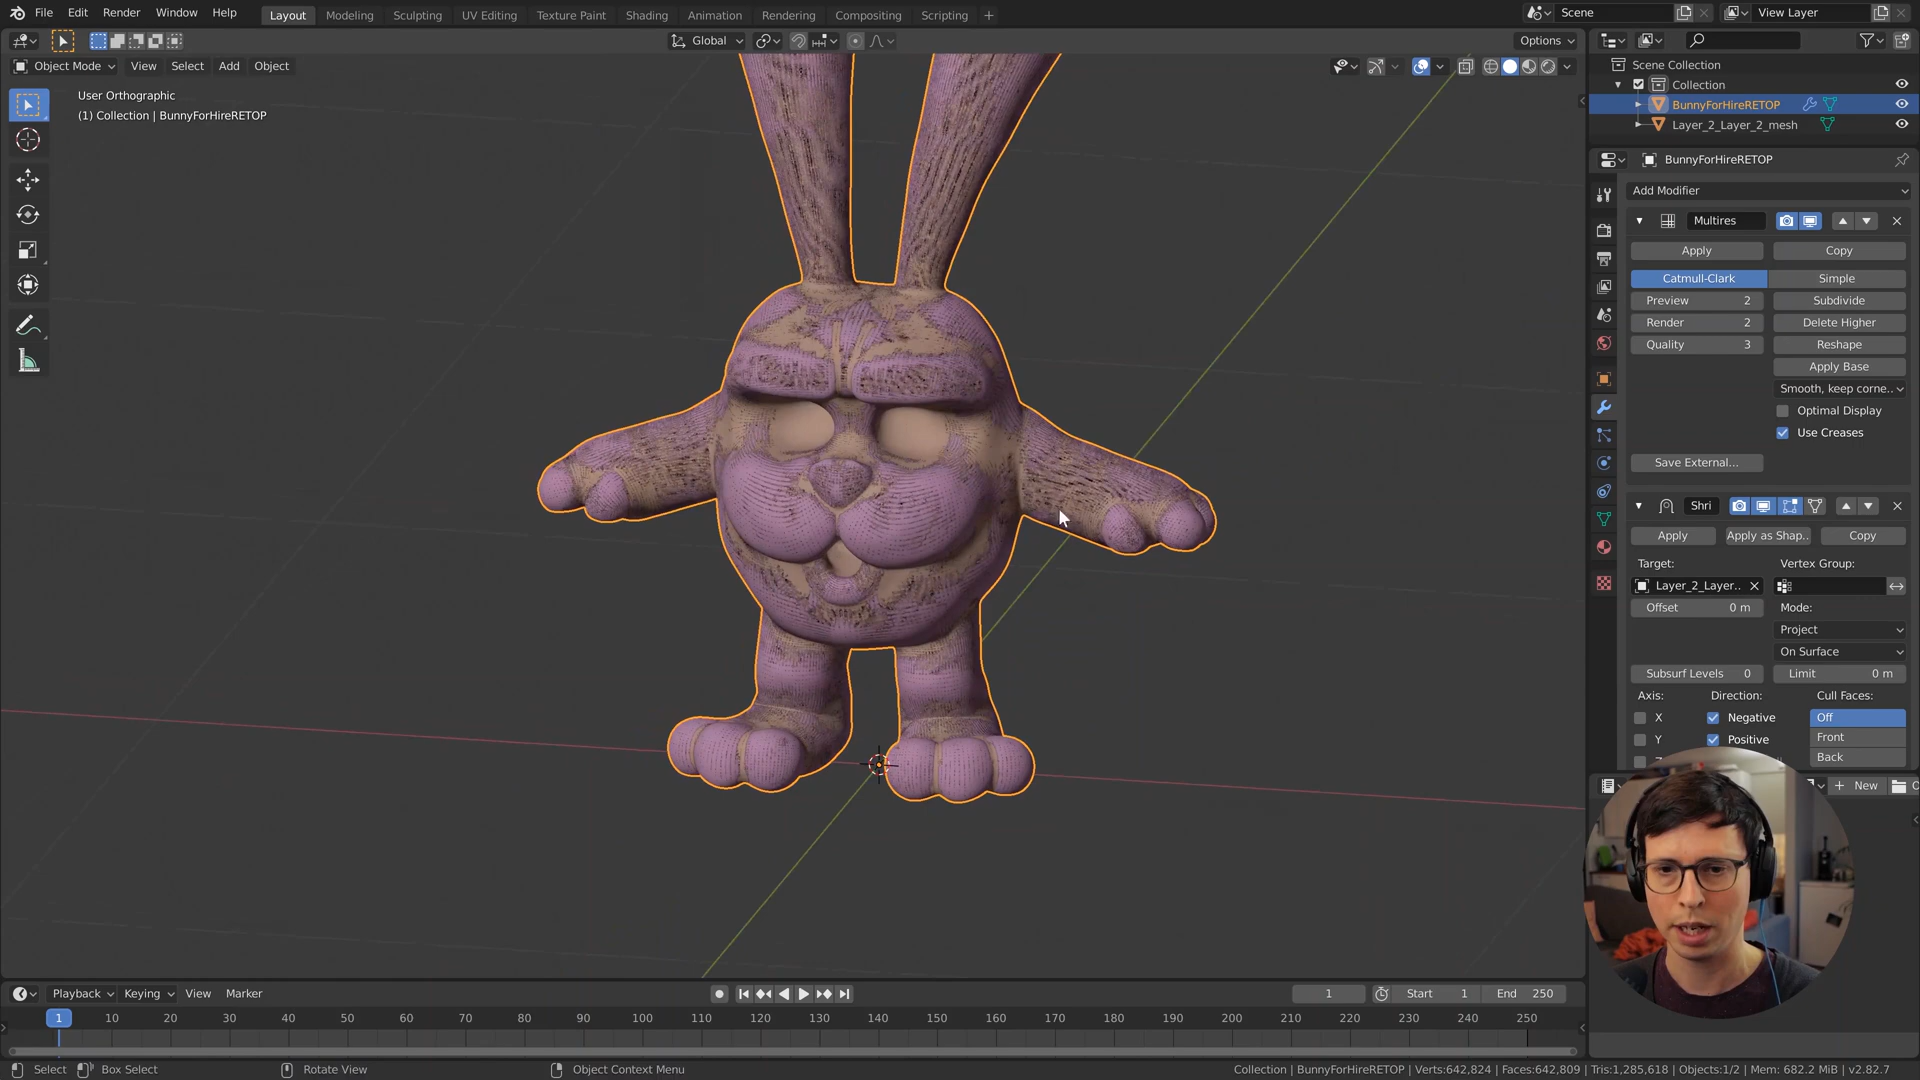 File Edit Render Window Help Layout Modeling Sculpting UV Editing Texture Paint Shading Animation Rendering Compositing Scripting + Scene View Layer
Global Options
Object Mode View Select Add Object
User Orthographic
(1) Collection | BunnyForHireRETOP
Scene Collection
Collection
BunnyForHireRETOP
Layer_2_Layer_2_mesh
BunnyForHireRETOP
Add Modifier
Multires
Apply Copy
Catmull-Clark Simple
Preview 2 Subdivide
Render 2 Delete Higher
Quality 3 Reshape
Apply Base
Smooth, keep corne..
Optimal Display
Use Creases
Save External...
Shri
Apply Apply as Shap.. Copy
Target: Vertex Group:
Layer_2_Layer..
Offset 0 m Mode:
Project
On Surface
Subsurf Levels 0 Limit 0 m
Axis: Direction: Cull Faces:
X Negative Off
Y Positive Front
Back
+ New
Playback Keying View Marker 1 Start 1 End 250
1 10 20 30 40 50 60 70 80 90 100 110 120 130 140 150 160 170 180 190 200 210 220 230 240 250
Select Box Select Rotate View Object Context Menu Collection | BunnyForHireRETOP | Verts:642,824 | Faces:642,809 | Tris:1,285,618 | Objects:1/2 | Mem: 682.2 MiB | v2.82.7